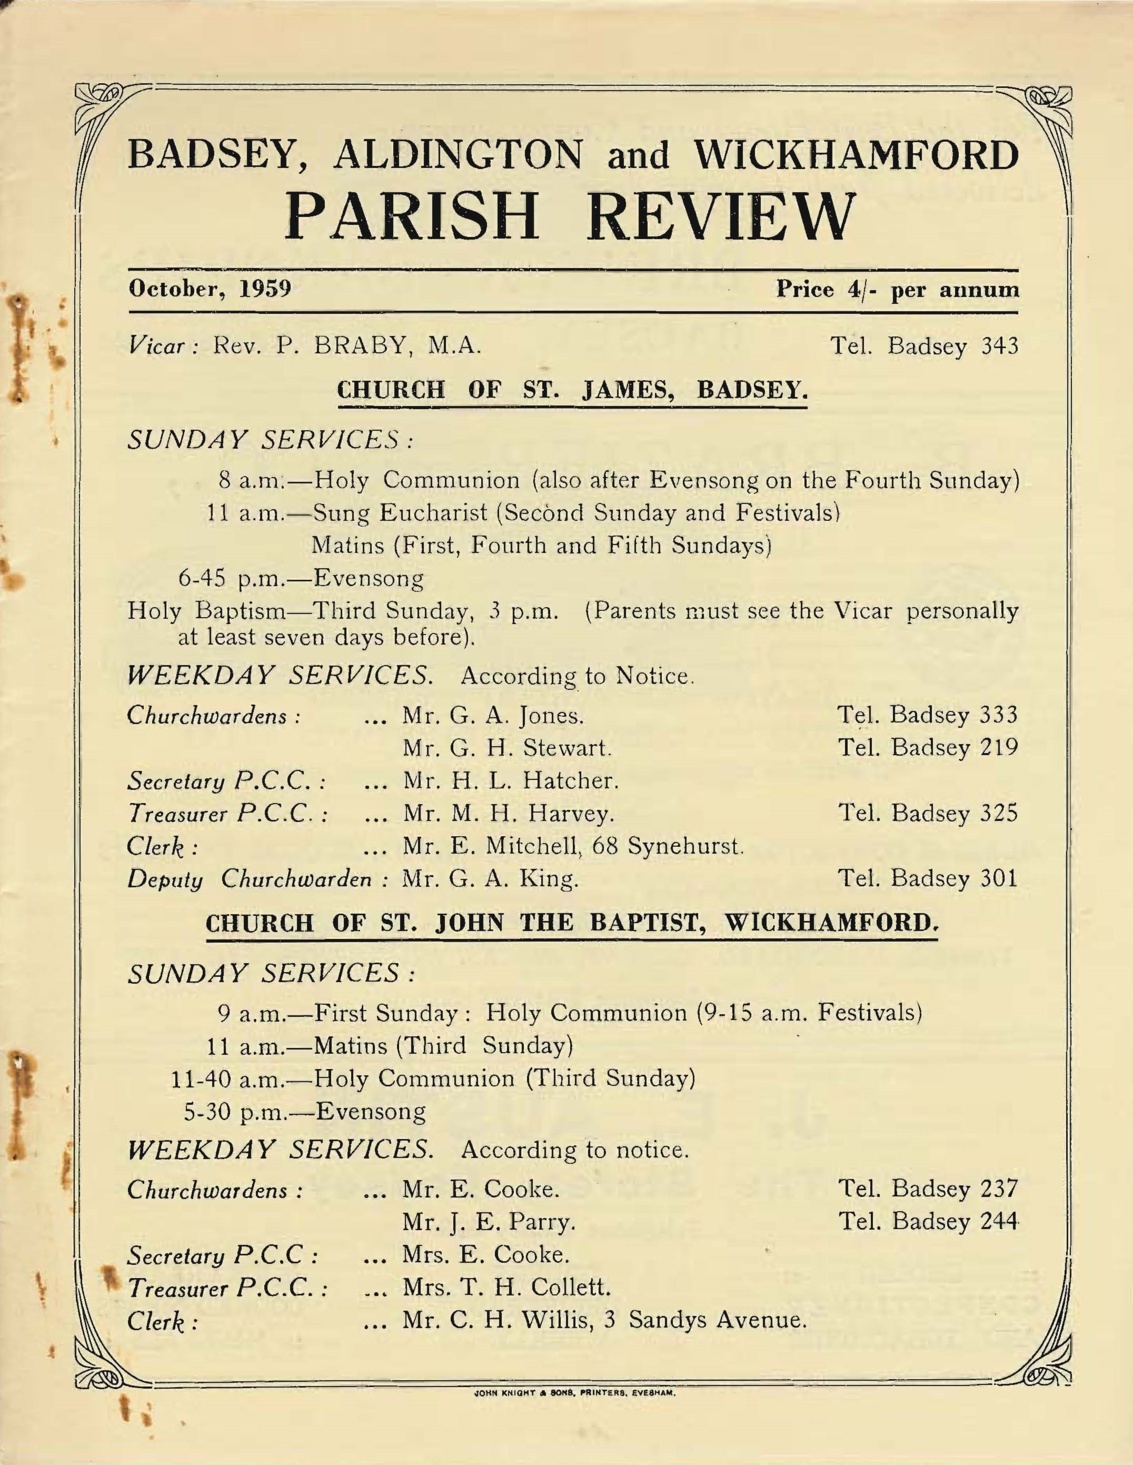 BADSEY, ALDINGTON and WICKHAMFORD
PARISH REVIEW
October, 1959 Price 4/- per annum
Vicar : Rev. P. BRABY, M.A. Tel. Badsey 343
CHURCH OF ST. JAMES, BADSEY.
SUNDAY SERVICES :
8 a.m.—Holy Communion (also after Evensong on the Fourth Sunday)
11 a.m.—Sung Eucharist (Second Sunday and Festivals)
Matins (First, Fourth and Fifth Sundays)
6-45 p.m.—Evensong
Holy Baptism—Third Sunday, 3 p.m. (Parents must see the Vicar personally
at least seven days before).
WEEKDAY SERVICES. According to Notice.
Churchwardens : ... Mr. G. A. Jones. Tel. Badsey 333
Mr. G. H. Stewart. Tel. Badsey 219
Secretary P.C.C. : ... Mr. H. L. Hatcher.
Treasurer P.C.C. : ... Mr. M. H. Harvey. Tel. Badsey 325
Clerk : ... Mr. E. Mitchell, 68 Synehurst.
Deputy Churchwarden : Mr. G. A. King. Tel. Badsey 301
CHURCH OF ST. JOHN THE BAPTIST, WICKHAMFORD.
SUNDAY SERVICES :
9 a.m.—First Sunday : Holy Communion (9-15 a.m. Festivals)
11 a.m.—Matins (Third Sunday)
11-40 a.m.—Holy Communion (Third Sunday)
5-30 p.m.—Evensong
WEEKDAY SERVICES. According to notice.
Churchwardens : ... Mr. E. Cooke. Tel. Badsey 237
Mr. J. E. Parry. Tel. Badsey 244
Secretary P.C.C : ... Mrs. E. Cooke.
Treasurer P.C.C. : ... Mrs. T. H. Collett.
Clerk : ... Mr. C. H. Willis, 3 Sandys Avenue.
JOHN KNIGHT & SONS, PRINTERS, EVESHAM.